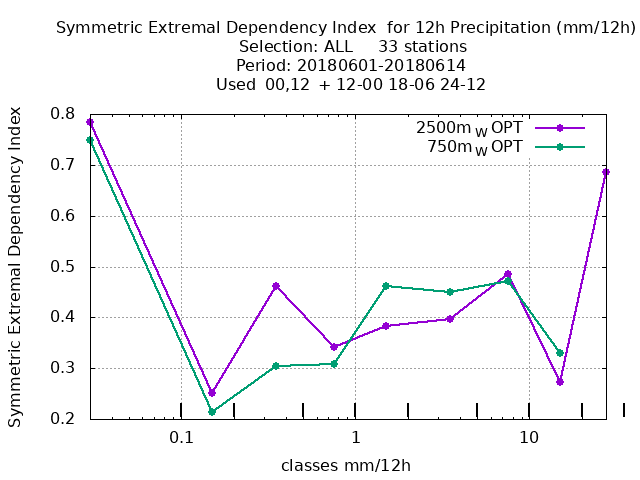 Symmetric Extremal Dependency Index  for 12h Precipitation (mm/12h)
Selection: ALL     33 stations
Period: 20180601-20180614
Used  00,12  + 12-00 18-06 24-12
Symmetric Extremal Dependency Index
0.8
0.7
0.6
0.5
0.4
0.3
0.2
2500m W OPT
750m W OPT
0.1 1 10
classes mm/12h